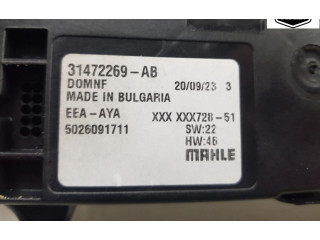 31472269-AB
DOMNF 20/09/23 3
MADE IN BULGARIA
EEA-AYA XXX XXX728-51
5026091711 SW:22
HW:46
MAHLE